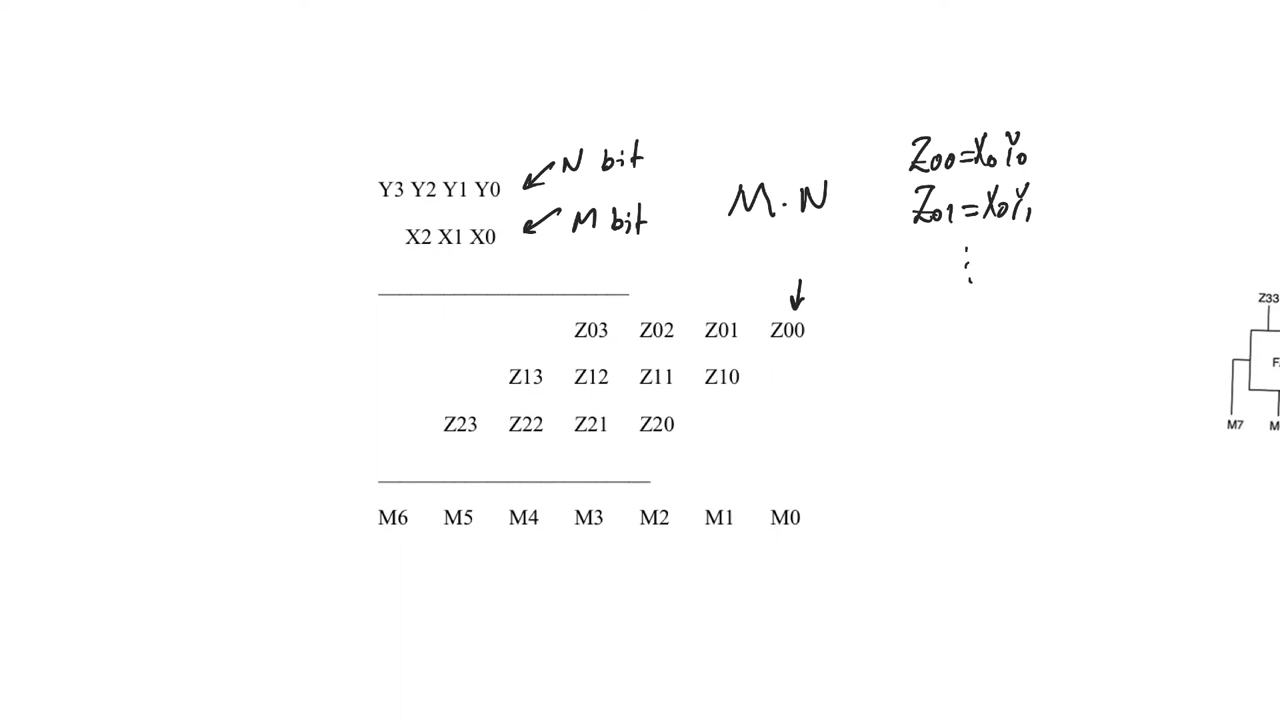 Y3 Y2 Y1 Y0 N bit
X2 X1 X0 M bit
M · N
Z00=X0Y0
Z01=X0Y1
⋮
Z03 Z02 Z01 Z00
Z13 Z12 Z11 Z10
Z23 Z22 Z21 Z20
M6 M5 M4 M3 M2 M1 M0
Z33
M7